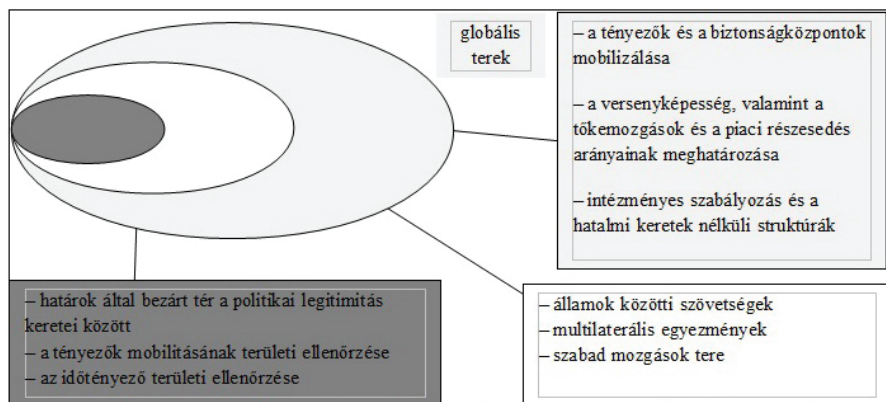 globális
terek
– a tényezők és a biztonságközpontok
mobilizálása
– a versenyképesség, valamint a
tőkemozgások és a piaci részesedés
arányainak meghatározása
– intézményes szabályozás és a
hatalmi keretek nélküli struktúrák
– határok által bezárt tér a politikai legitimitás
keretei között
– a tényezők mobilitásának területi ellenőrzése
– az időtényező területi ellenőrzése
– államok közötti szövetségek
– multilaterális egyezmények
– szabad mozgások tere